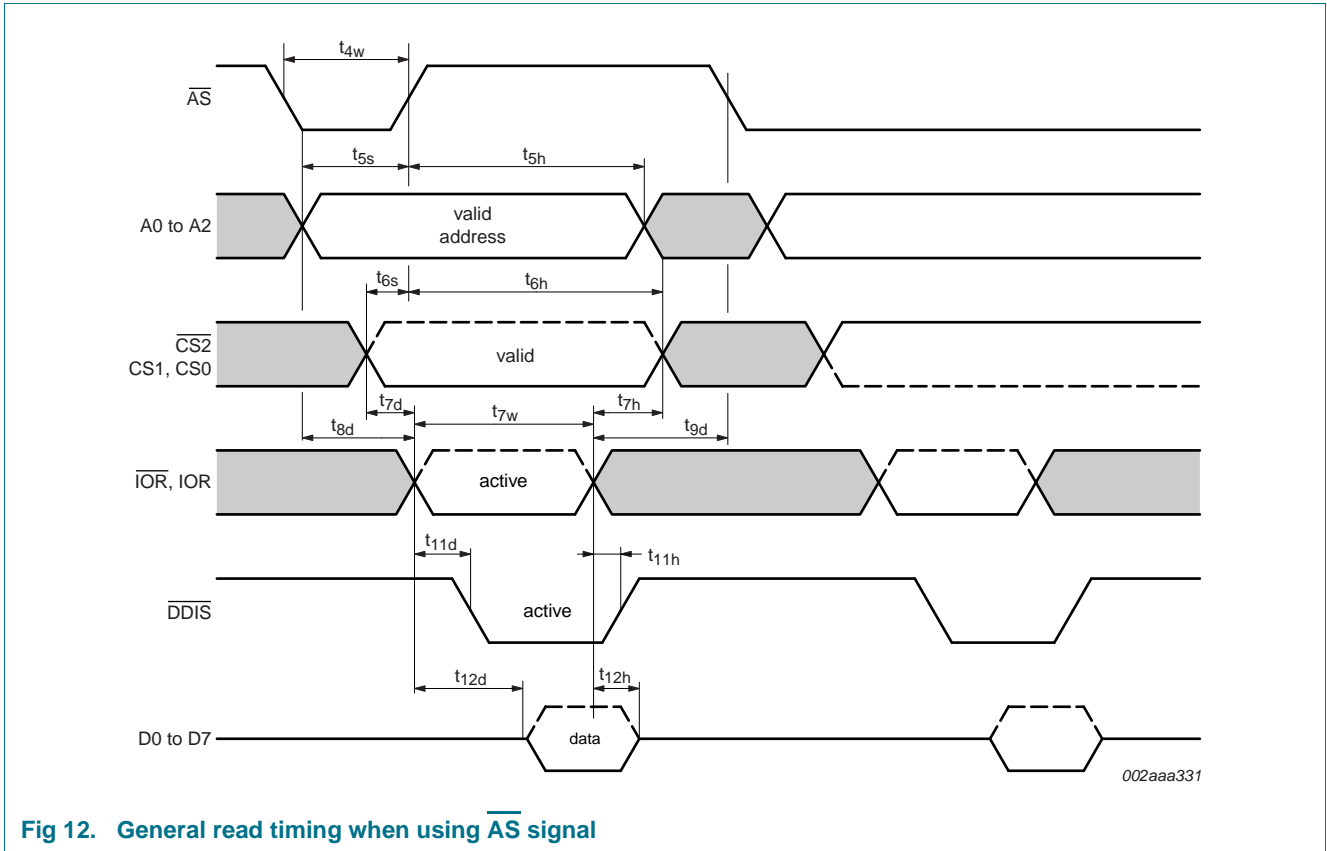 t4w
AS
t5s
t5h
A0 to A2
valid
address
t6s
t6h
CS2
CS1, CS0
valid
t7d
t7w
t7h
t8d
t9d
IOR, IOR
active
t11d
t11h
DDIS
active
t12d
t12h
D0 to D7
data
002aaa331
Fig 12. General read timing when using AS signal